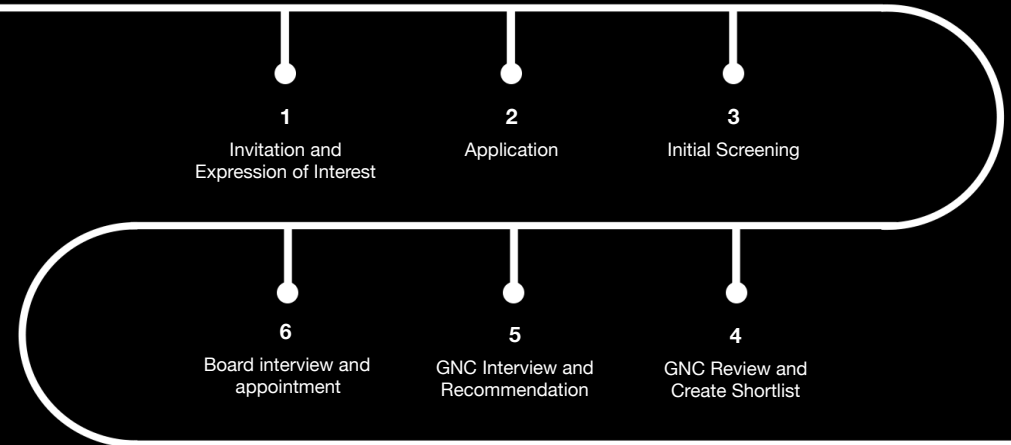 1
Invitation and
Expression of Interest
2
Application
3
Initial Screening
4
GNC Review and
Create Shortlist
5
GNC Interview and
Recommendation
6
Board interview and
appointment